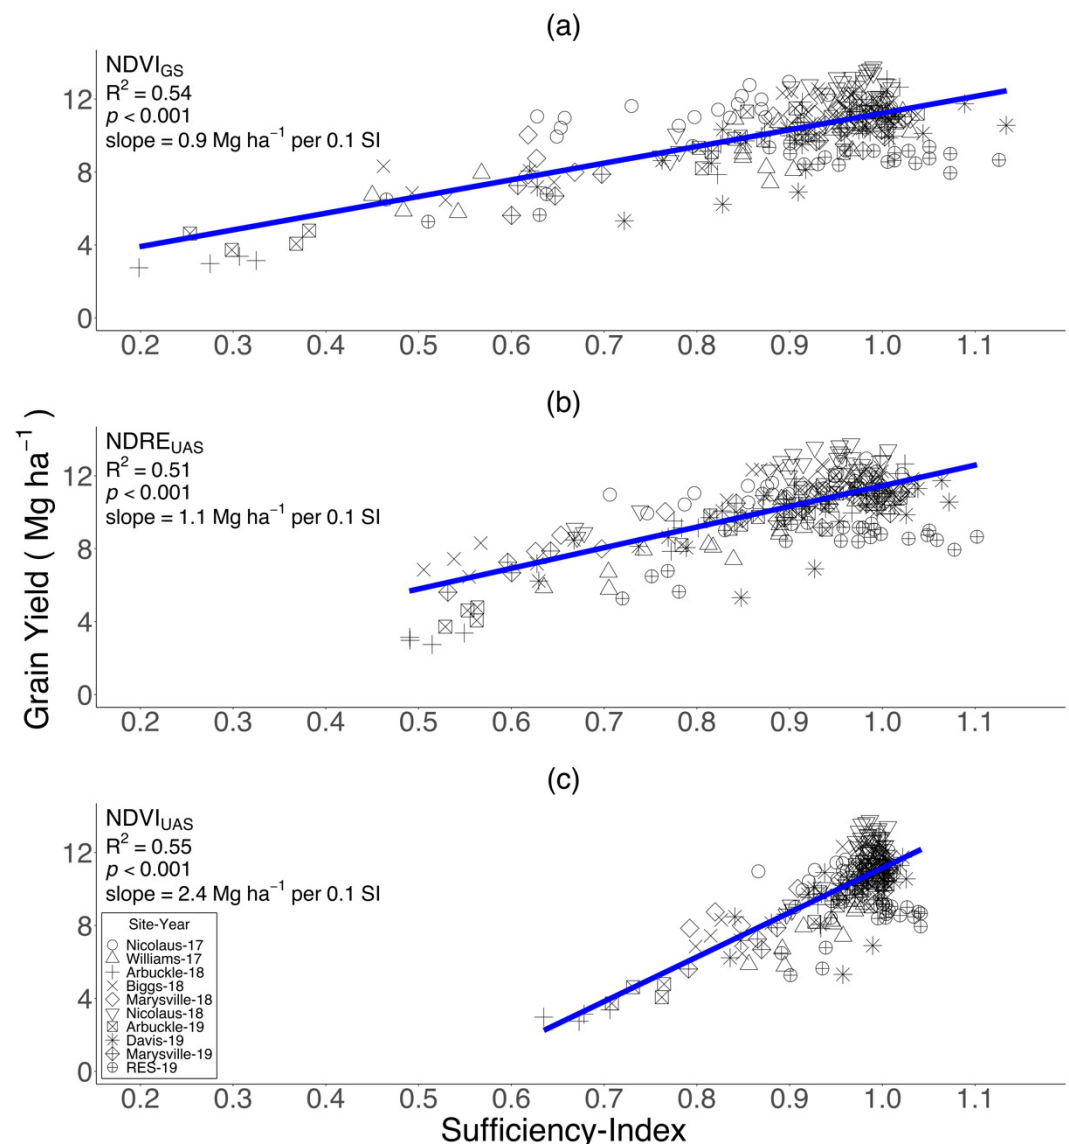 (a)
NDVI_GS
R² = 0.54
p < 0.001
slope = 0.9 Mg ha⁻¹ per 0.1 SI
12
8
4
0
0.2 0.3 0.4 0.5 0.6 0.7 0.8 0.9 1.0 1.1
(b)
NDRE_UAS
R² = 0.51
p < 0.001
slope = 1.1 Mg ha⁻¹ per 0.1 SI
12
8
4
0
0.2 0.3 0.4 0.5 0.6 0.7 0.8 0.9 1.0 1.1
Grain Yield ( Mg ha⁻¹ )
(c)
NDVI_UAS
R² = 0.55
p < 0.001
slope = 2.4 Mg ha⁻¹ per 0.1 SI
12
8
4
0
Site-Year
Nicolaus-17
Williams-17
Arbuckle-18
Biggs-18
Marysville-18
Nicolaus-18
Arbuckle-19
Davis-19
Marysville-19
RES-19
0.2 0.3 0.4 0.5 0.6 0.7 0.8 0.9 1.0 1.1
Sufficiency-Index